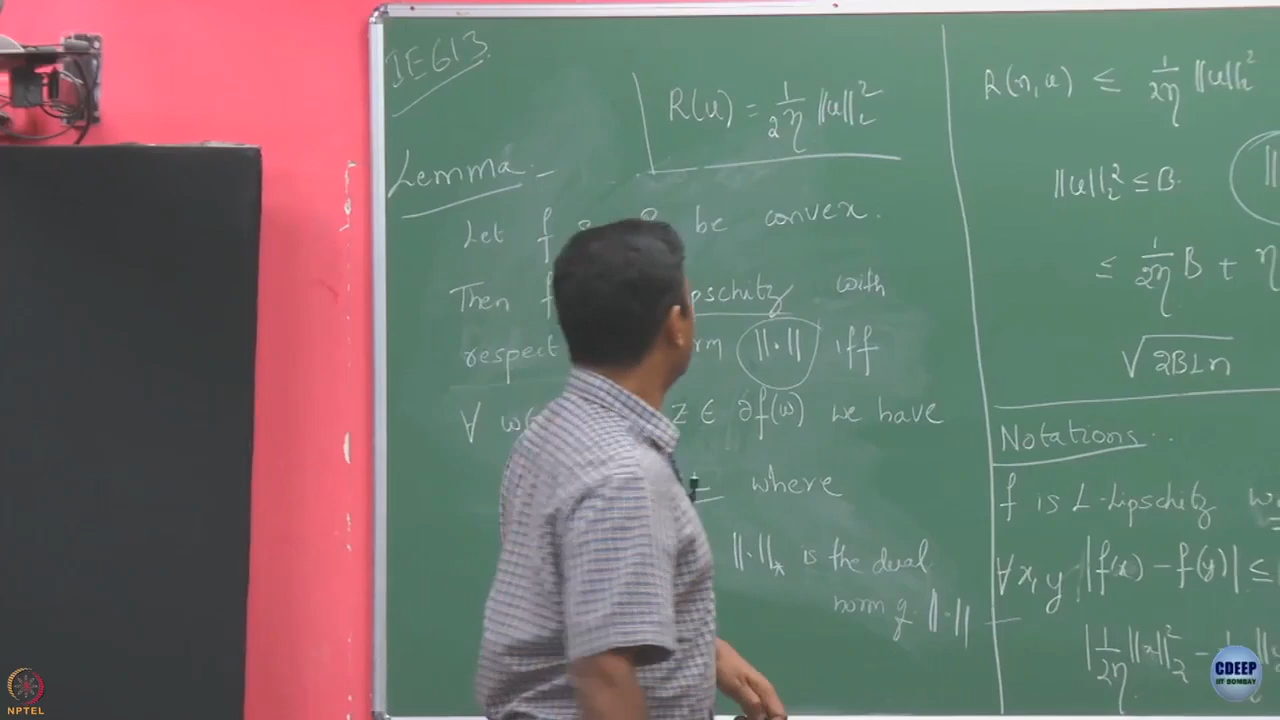 IE613
R(u) = 1/2η ||u||₂²
Lemma -
Let f be convex.
Then f with
respect iff
||·||
∀ w z ∈ ∂f(w) we have
where
||·||⁎ is the dual
norm of ||·||
R(n, u) ≤ 1/2η ||u||₂²
||u||₂² ≤ B
≤ 1/2η B + η
√2BLn
Notations..
f is L-Lipschitz
∀x, y |f(x) - f(y)| ≤
|1/2η ||x||₂² -
NPTEL
CDEEP
IIT BOMBAY